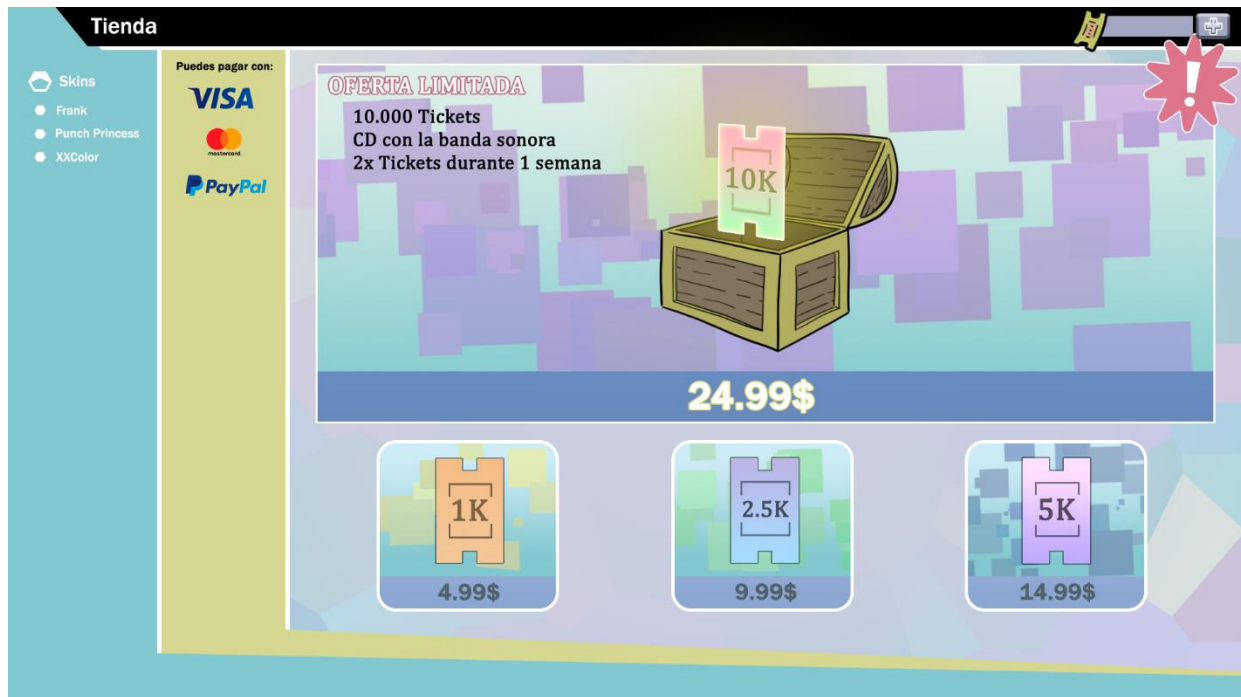 Tienda
Skins
Frank
Punch Princess
XXColor
Puedes pagar con:
VISA
mastercard
PayPal
OFERTA LIMITADA
10.000 Tickets
CD con la banda sonora
2x Tickets durante 1 semana
10K
24.99$
1K
4.99$
2.5K
9.99$
5K
14.99$
!